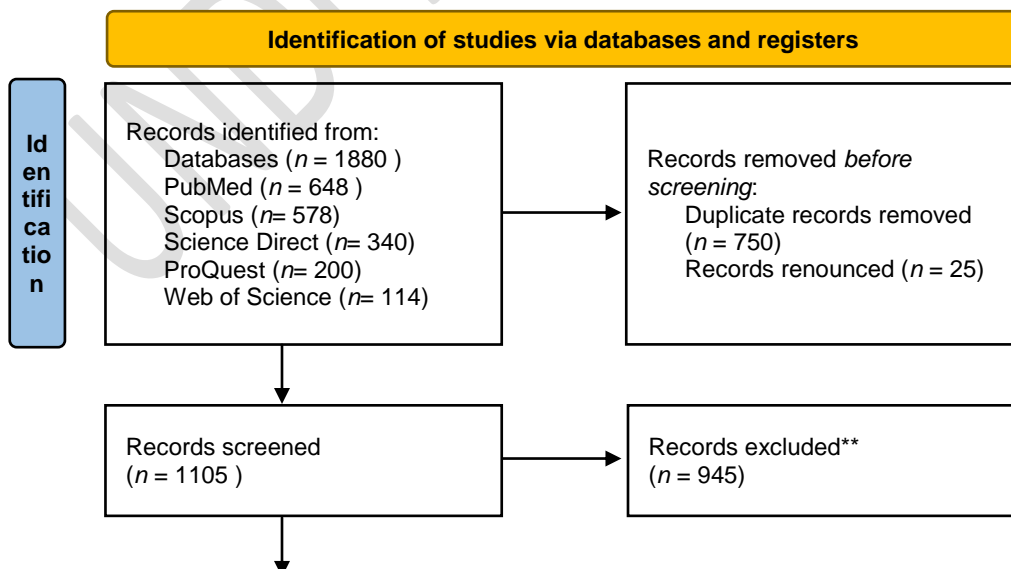 Identification of studies via databases and registers
Id
en
tifi
ca
tio
n
Records identified from:
Databases (n = 1880 )
PubMed (n = 648 )
Scopus (n= 578)
Science Direct (n= 340)
ProQuest (n= 200)
Web of Science (n= 114)
Records removed before
screening:
Duplicate records removed
(n = 750)
Records renounced (n = 25)
Records screened
(n = 1105 )
Records excluded**
(n = 945)
UND